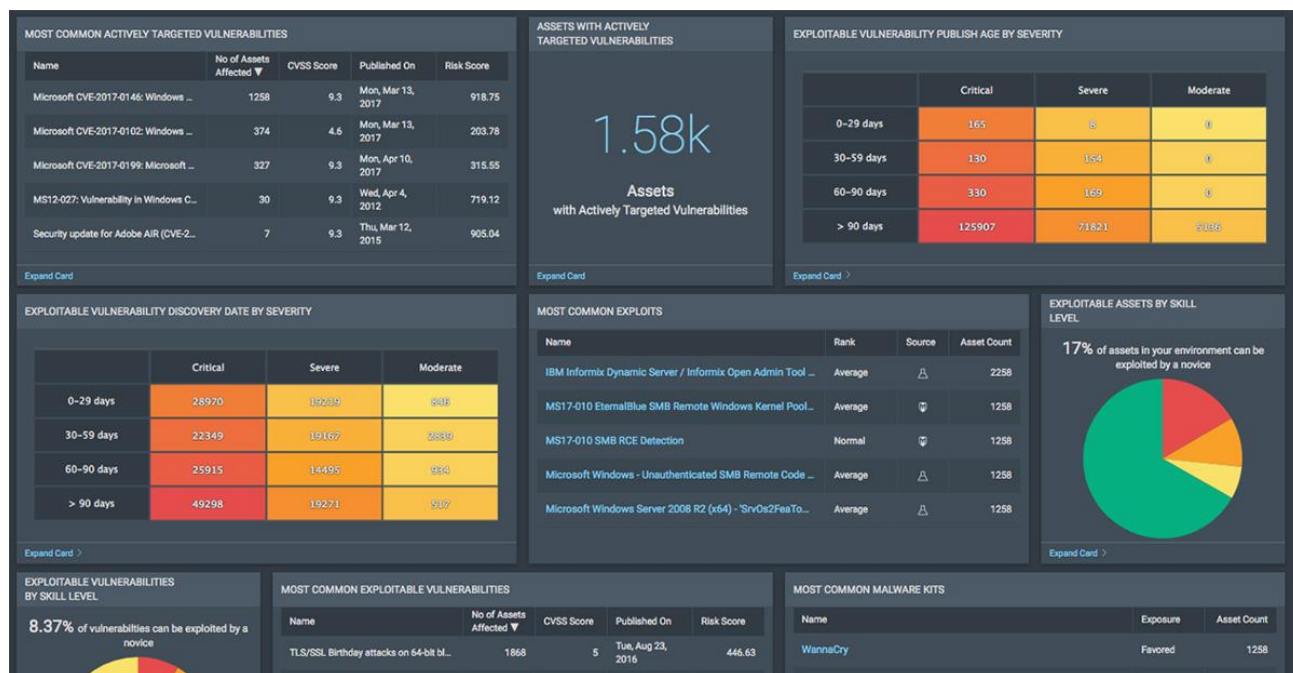 MOST COMMON ACTIVELY TARGETED VULNERABILITIES
Name No of Assets Affected ▼ CVSS Score Published On Risk Score
Microsoft CVE-2017-0146: Windows ... 1258 9.3 Mon, Mar 13, 2017 918.75
Microsoft CVE-2017-0102: Windows ... 374 4.6 Mon, Mar 13, 2017 203.78
Microsoft CVE-2017-0199: Microsoft ... 327 9.3 Mon, Apr 10, 2017 315.55
MS12-027: Vulnerability in Windows C... 30 9.3 Wed, Apr 4, 2012 719.12
Security update for Adobe AIR (CVE-2... 7 9.3 Thu, Mar 12, 2015 905.04
Expand Card
ASSETS WITH ACTIVELY
TARGETED VULNERABILITIES
1.58k
Assets
with Actively Targeted Vulnerabilities
Expand Card
EXPLOITABLE VULNERABILITY PUBLISH AGE BY SEVERITY
Critical Severe Moderate
0-29 days 165 8 0
30-59 days 130 154 0
60-90 days 330 169 0
> 90 days 125907 71821 5136
Expand Card >
EXPLOITABLE VULNERABILITY DISCOVERY DATE BY SEVERITY
Critical Severe Moderate
0-29 days 28970 19219 846
30-59 days 22349 19167 2839
60-90 days 25915 14495 934
> 90 days 49298 19271 517
Expand Card >
MOST COMMON EXPLOITS
Name Rank Source Asset Count
IBM Informix Dynamic Server / Informix Open Admin Tool ... Average 2258
MS17-010 EternalBlue SMB Remote Windows Kernel Pool... Average 1258
MS17-010 SMB RCE Detection Normal 1258
Microsoft Windows - Unauthenticated SMB Remote Code ... Average 1258
Microsoft Windows Server 2008 R2 (x64) - 'SrvOs2FeaTo... Average 1258
EXPLOITABLE ASSETS BY SKILL
LEVEL
17% of assets in your environment can be
exploited by a novice
Expand Card >
EXPLOITABLE VULNERABILITIES
BY SKILL LEVEL
8.37% of vulnerabilties can be exploited by a
novice
MOST COMMON EXPLOITABLE VULNERABILITIES
Name No of Assets Affected ▼ CVSS Score Published On Risk Score
TLS/SSL Birthday attacks on 64-bit bl... 1868 5 Tue, Aug 23, 2016 446.63
MOST COMMON MALWARE KITS
Name Exposure Asset Count
WannaCry Favored 1258